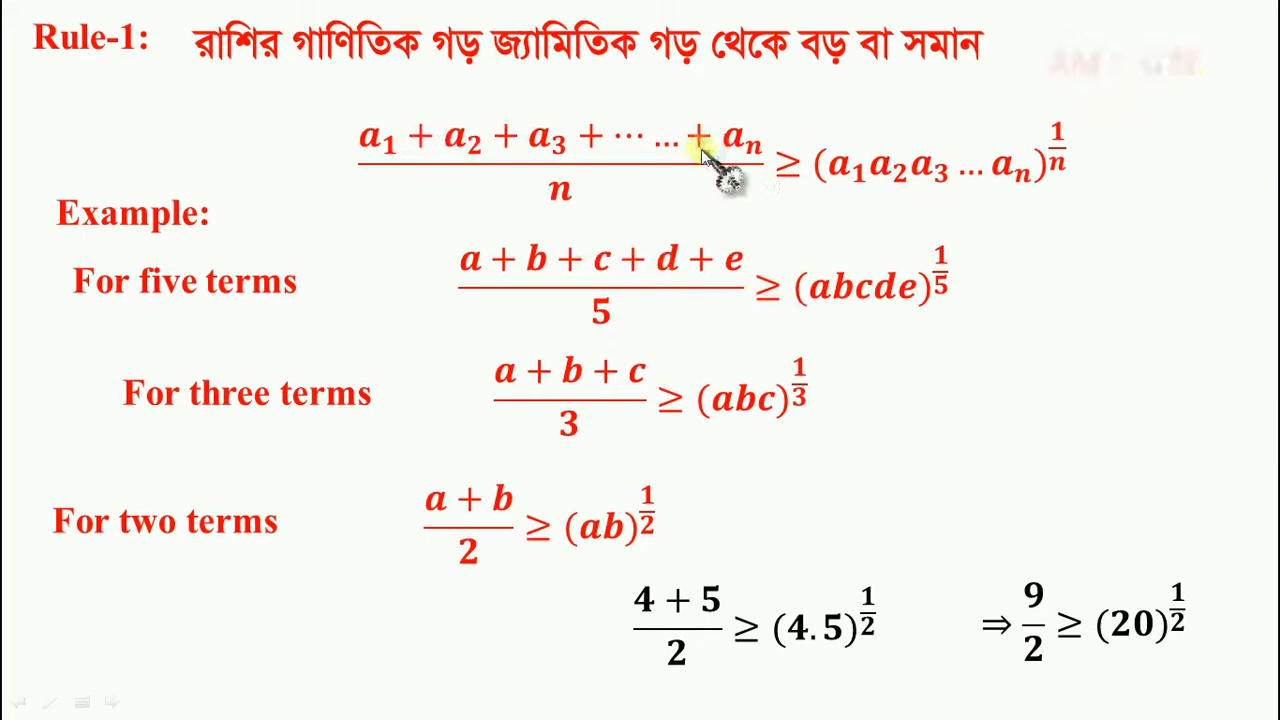 Rule-1: রাশির গাণিতিক গড় জ্যামিতিক গড় থেকে বড় বা সমান
(a₁ + a₂ + a₃ + ⋯ … + aₙ)/n ≥ (a₁a₂a₃ … aₙ)^(1/n)
Example:
For five terms (a + b + c + d + e)/5 ≥ (abcde)^(1/5)
For three terms (a + b + c)/3 ≥ (abc)^(1/3)
For two terms (a + b)/2 ≥ (ab)^(1/2)
(4 + 5)/2 ≥ (4.5)^(1/2) ⇒ 9/2 ≥ (20)^(1/2)